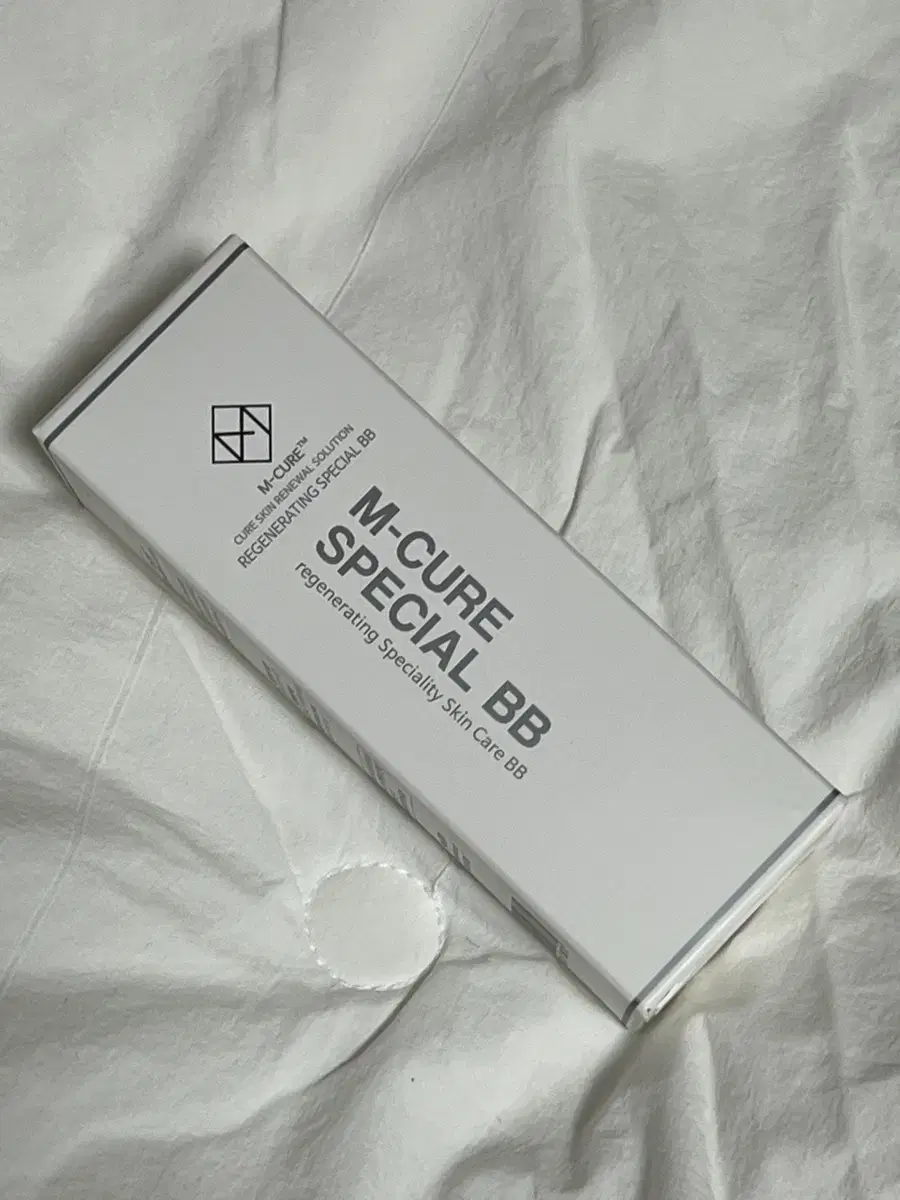 M-CURE™
CURE SKIN RENEWAL SOLUTION
REGENERATING SPECIAL BB
M-CURE
SPECIAL BB
regenerating Speciality Skin Care BB